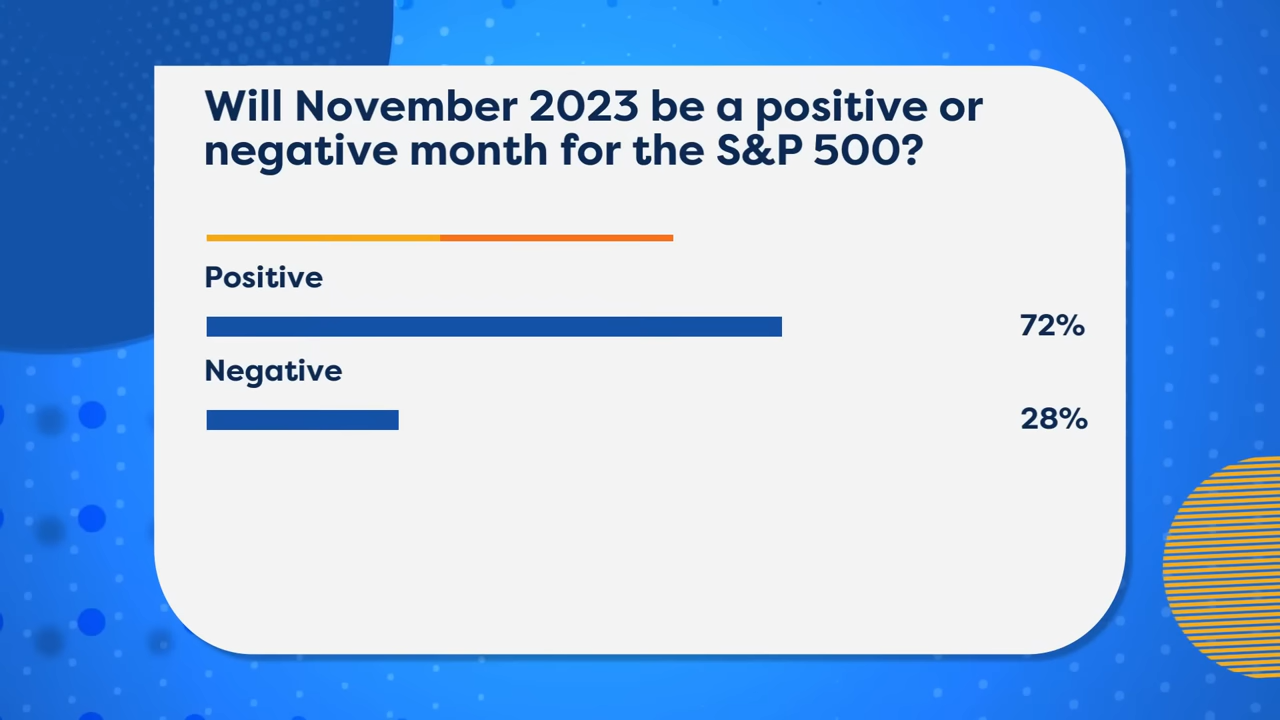 Will November 2023 be a positive or
negative month for the S&P 500?
Positive
72%
Negative
28%